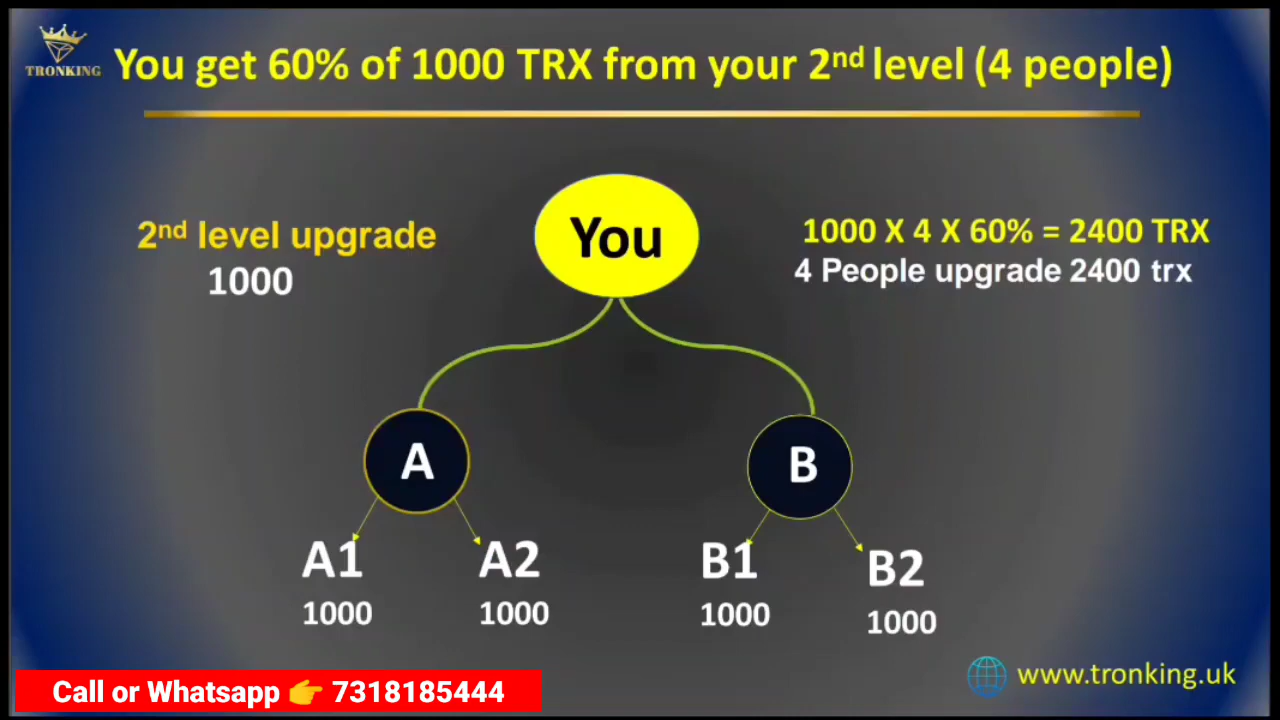 TRONKING
You get 60% of 1000 TRX from your 2nd level (4 people)
2nd level upgrade
1000
You
1000 X 4 X 60% = 2400 TRX
4 People upgrade 2400 trx
A
B
A1
A2
B1
B2
1000
1000
1000
1000
www.tronking.uk
Call or Whatsapp 👉 7318185444